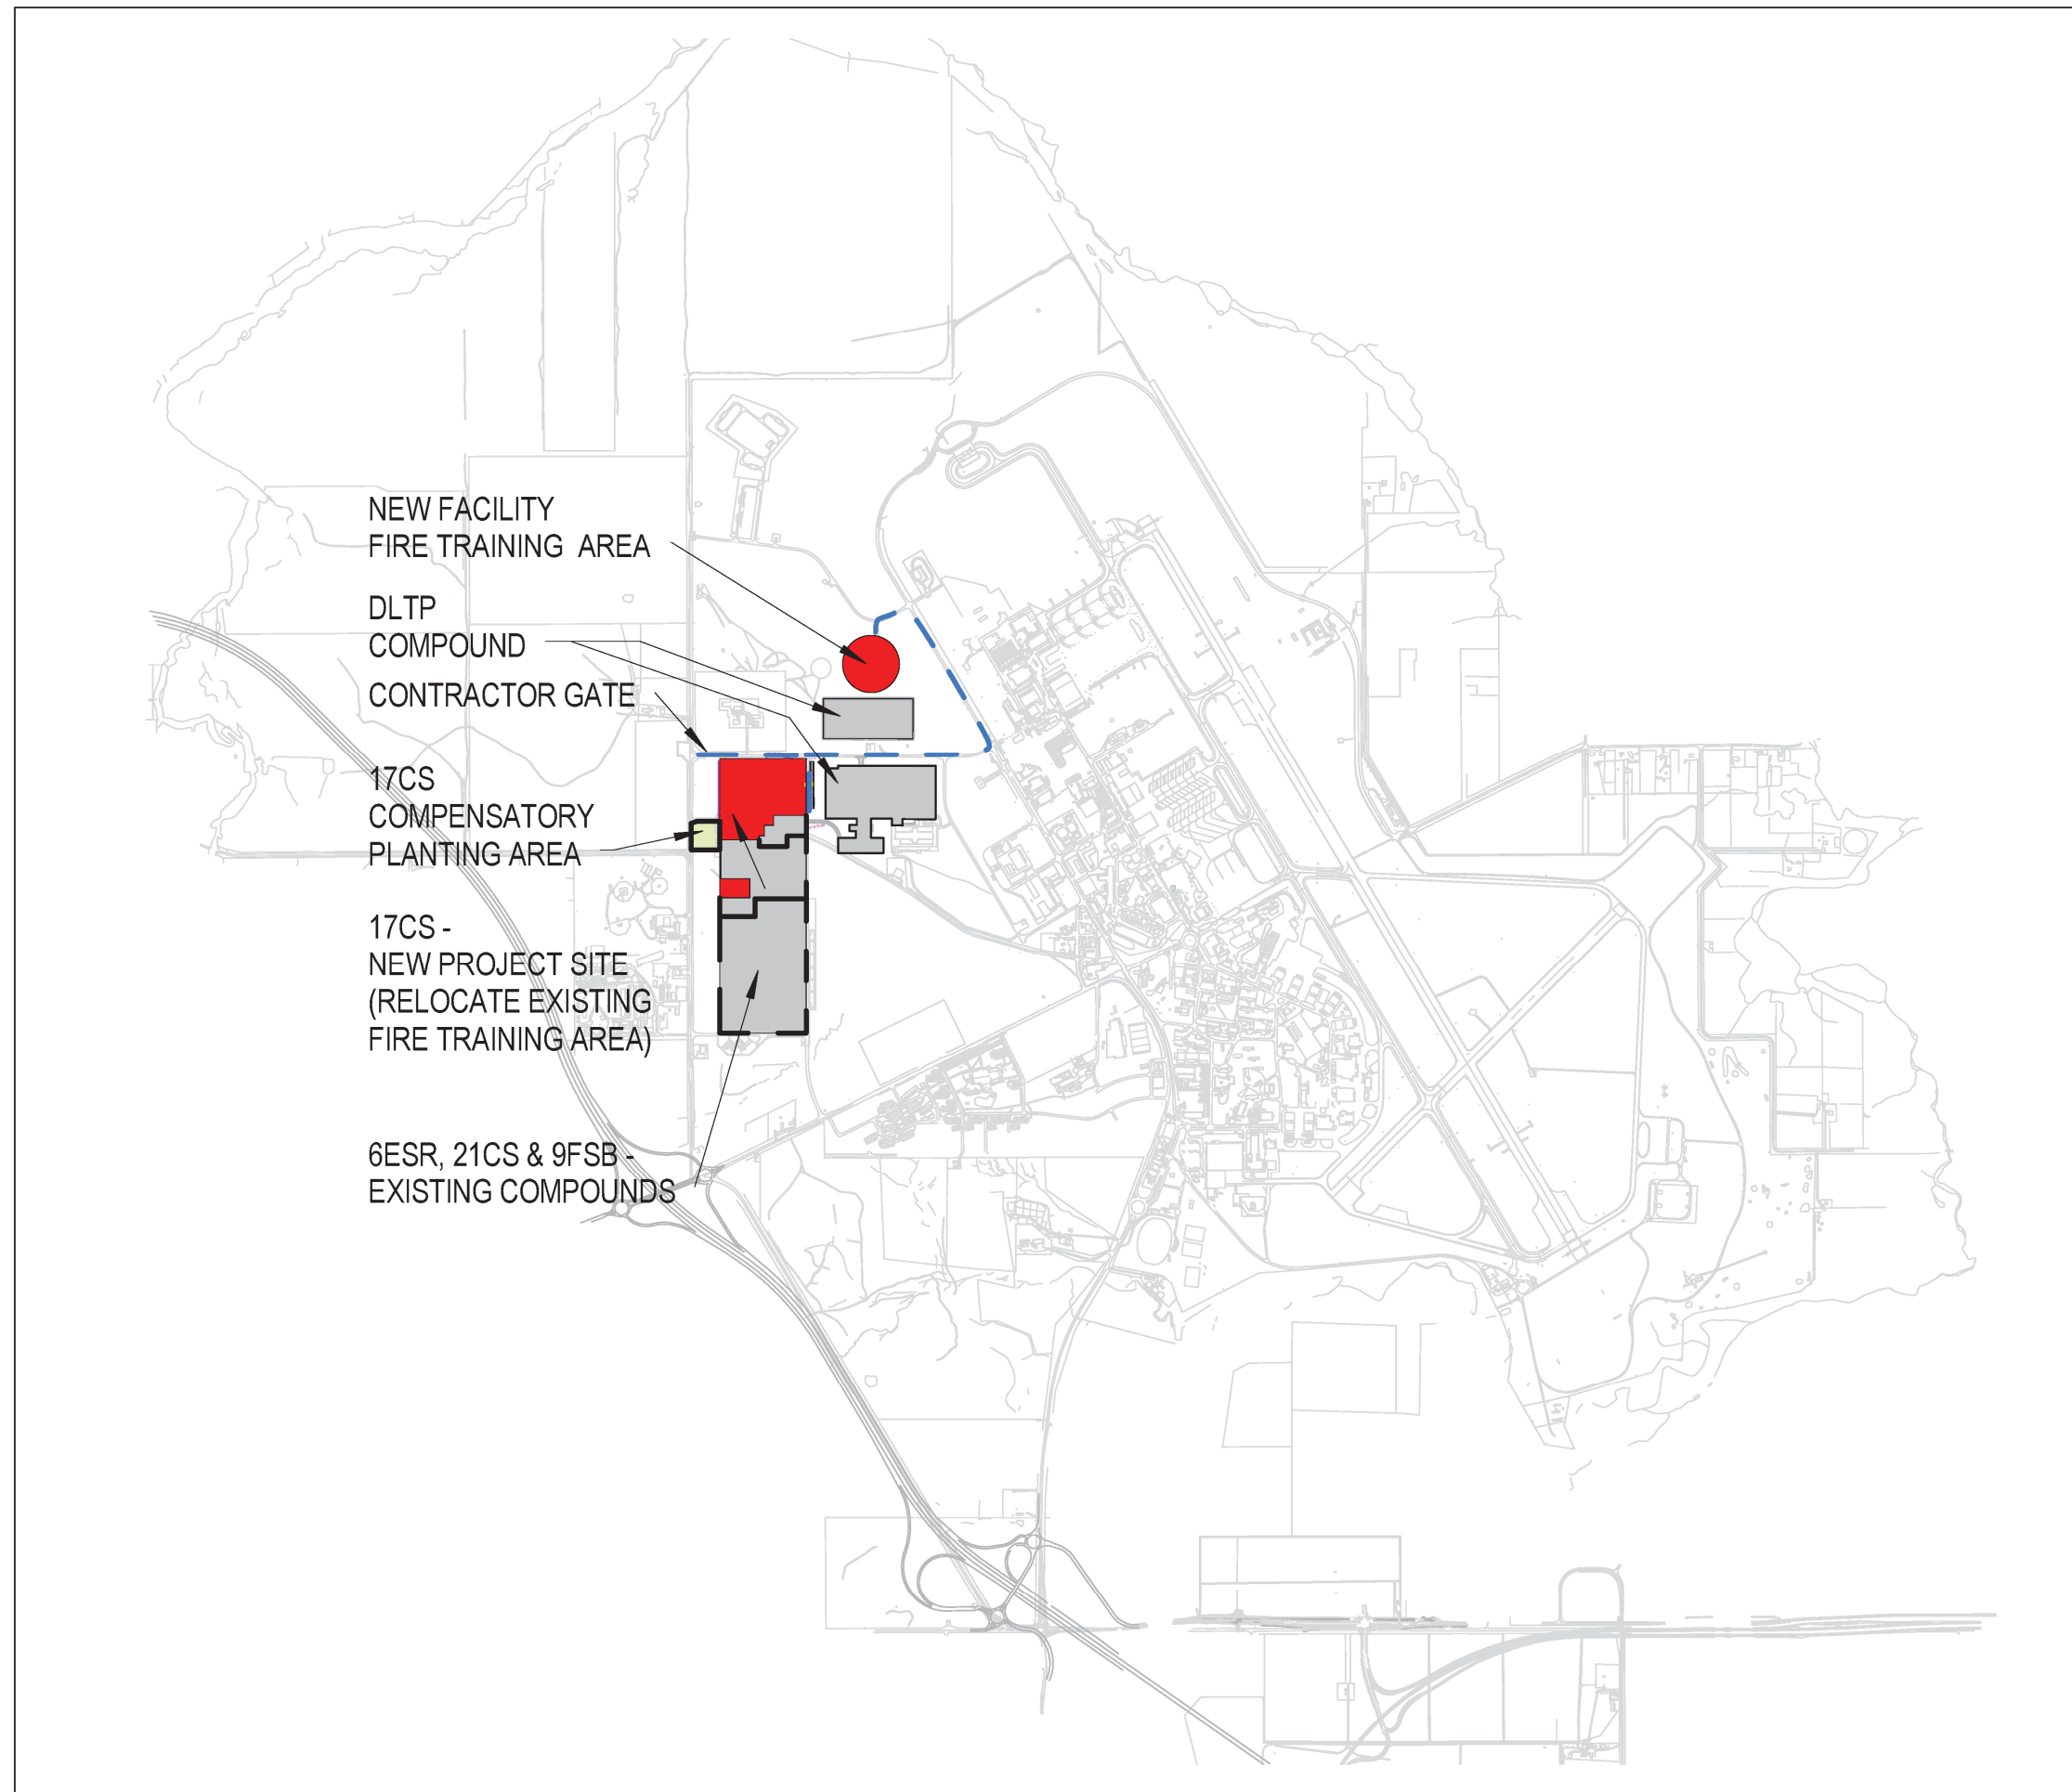 NEW FACILITY
FIRE TRAINING AREA
DLTP
COMPOUND
CONTRACTOR GATE
17CS
COMPENSATORY
PLANTING AREA
17CS -
NEW PROJECT SITE
(RELOCATE EXISTING
FIRE TRAINING AREA)
6ESR, 21CS & 9FSB -
EXISTING COMPOUNDS